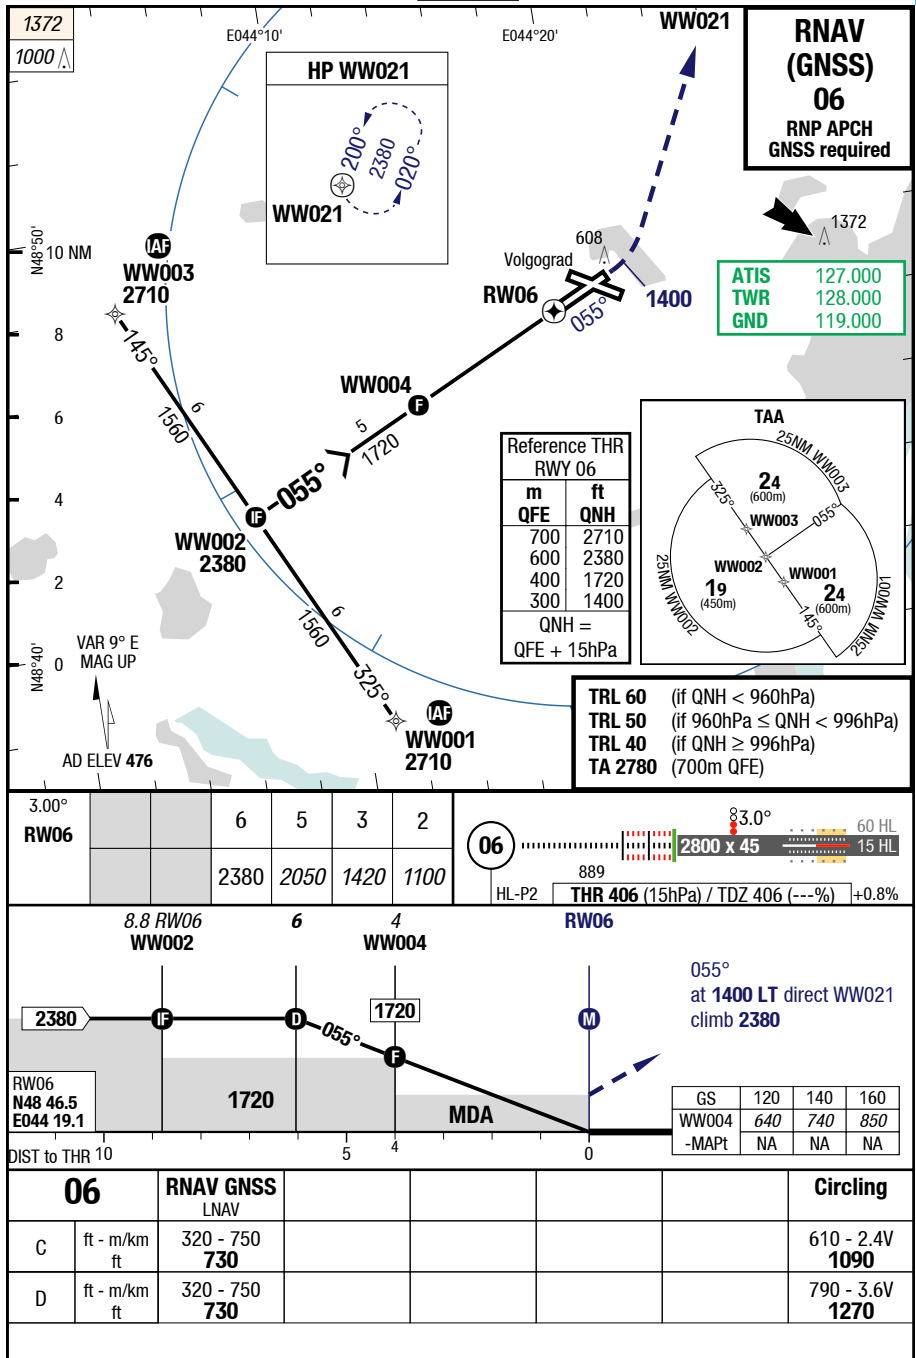 1372
1000
E044°10'
E044°20'
WW021
RNAV
(GNSS)
06
RNP APCH
GNSS required
HP WW021
200°
2380
020°
WW021
N48°50'
10 NM
IAF
WW003
2710
608
1372
Volgograd
RW06
055°
1400
ATIS 127.000
TWR 128.000
GND 119.000
8
145°
6
1560
6
WW004
F
5
1720
055°
4
IF
WW002
2380
2
6
1560
N48°40'
0
325°
IAF
WW001
2710
VAR 9° E
MAG UP
AD ELEV 476
Reference THR
RWY 06
m ft
QFE QNH
700 2710
600 2380
400 1720
300 1400
QNH =
QFE + 15hPa
TAA
25NM WW003
24
(600m)
325°
WW003
055°
WW002
WW001
19
(450m)
24
(600m)
145°
25NM WW002
25NM WW001
TRL 60 (if QNH < 960hPa)
TRL 50 (if 960hPa ≤ QNH < 996hPa)
TRL 40 (if QNH ≥ 996hPa)
TA 2780 (700m QFE)
3.00°
RW06
6 5 3 2
2380 2050 1420 1100
06
3.0°
60 HL
2800 x 45
15 HL
889
HL-P2
THR 406 (15hPa) / TDZ 406 (---%)
+0.8%
8.8 RW06 6 4 RW06
WW002 WW004
2380
IF
D
055°
1720
F
M
055°
at 1400 LT direct WW021
climb 2380
RW06
N48 46.5
E044 19.1
1720
MDA
GS 120 140 160
WW004 640 740 850
-MAPt NA NA NA
DIST to THR 10 5 4 0
06 RNAV GNSS Circling
LNAV
C ft - m/km 320 - 750 610 - 2.4V
ft 730 1090
D ft - m/km 320 - 750 790 - 3.6V
ft 730 1270